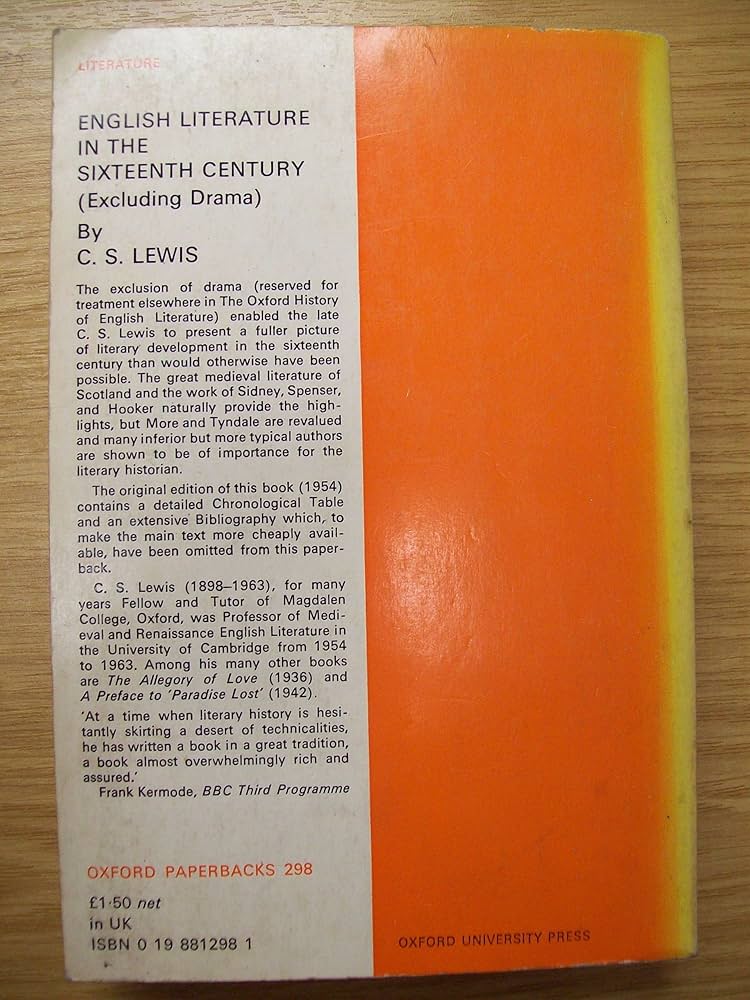 LITERATURE
ENGLISH LITERATURE
IN THE
SIXTEENTH CENTURY
(Excluding Drama)
By
C. S. LEWIS
The exclusion of drama (reserved for
treatment elsewhere in The Oxford History
of English Literature) enabled the late
C. S. Lewis to present a fuller picture
of literary development in the sixteenth
century than would otherwise have been
possible. The great medieval literature of
Scotland and the work of Sidney, Spenser,
and Hooker naturally provide the high-
lights, but More and Tyndale are revalued
and many inferior but more typical authors
are shown to be of importance for the
literary historian.
The original edition of this book (1954)
contains a detailed Chronological Table
and an extensive Bibliography which, to
make the main text more cheaply avail-
able, have been omitted from this paper-
back.
C. S. Lewis (1898–1963), for many
years Fellow and Tutor of Magdalen
College, Oxford, was Professor of Medi-
eval and Renaissance English Literature in
the University of Cambridge from 1954
to 1963. Among his many other books
are The Allegory of Love (1936) and
A Preface to 'Paradise Lost' (1942).
'At a time when literary history is hesi-
tantly skirting a desert of technicalities,
he has written a book in a great tradition,
a book almost overwhelmingly rich and
assured.'
Frank Kermode, BBC Third Programme
OXFORD PAPERBACKS 298
£1·50 net
in UK
ISBN 0 19 881298 1
OXFORD UNIVERSITY PRESS